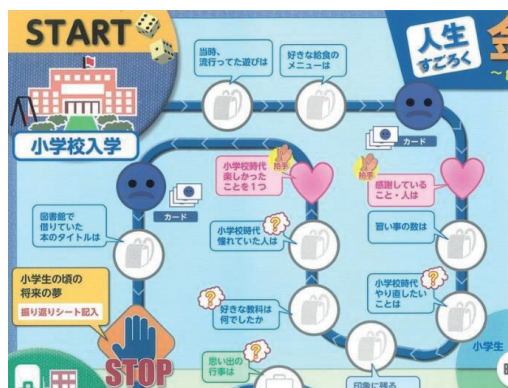 START
小学校入学
当時、
流行ってた遊びは
好きな給食の
メニューは
人生
すごろく
カード
拍手
感謝している
こと・人は
習い事の数は
小学校時代
やり直したい
ことは
小学生
印象に残る
思い出の
行事は
好きな教科は
何でしたか
小学校時代
憧れていた人は
小学校時代
楽しかった
ことを1つ
拍手
カード
図書館で
借りていた
本のタイトルは
小学生の頃の
将来の夢
振り返りシート記入
STOP